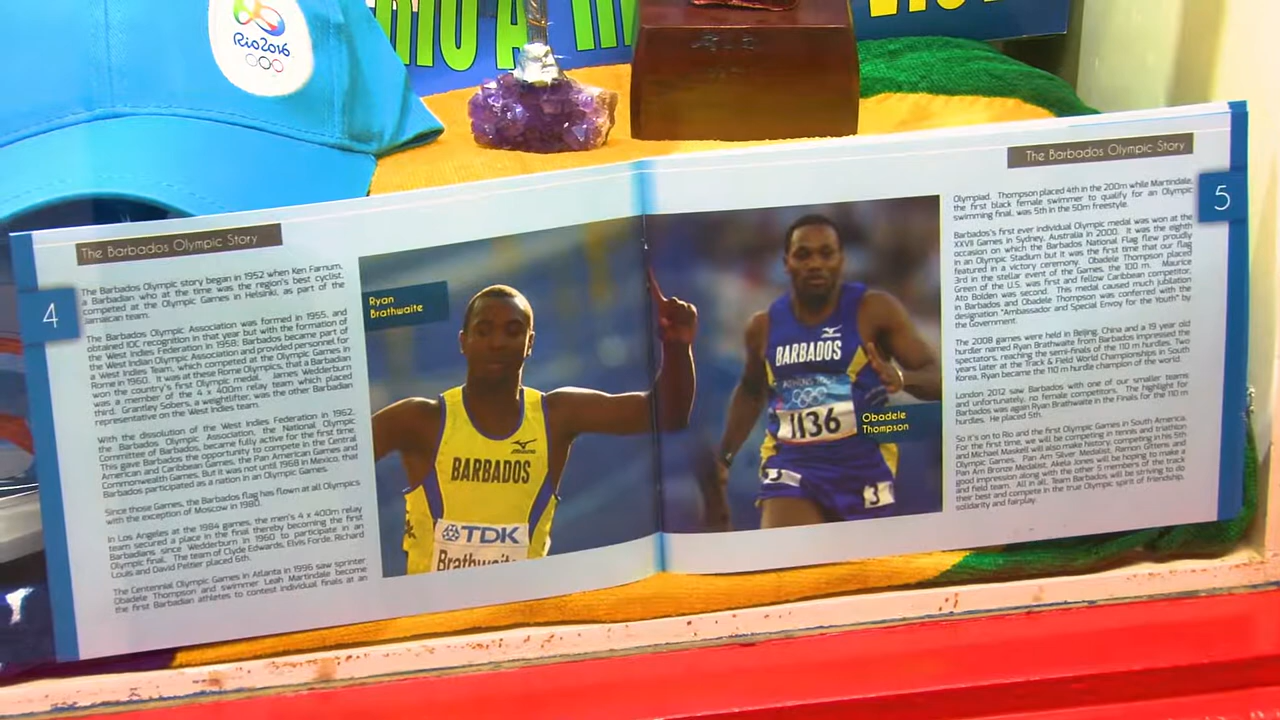 Rio2016
The Barbados Olympic Story
4
The Barbados Olympic story began in 1952 when Ken Farnum,
a Barbadian who at the time was the region's best cyclist,
competed at the Olympic Games in Helsinki, as part of the
Jamaican team.
The Barbados Olympic Association was formed in 1955, and
obtained IOC recognition in that year but with the formation of
the West Indies Federation in 1958; Barbados became part of
the West Indian Olympic Association and provided personnel for
a West Indies Team, which competed at the Olympic Games in
Rome in 1960. It was at these Rome Olympics, that a Barbadian
won the country's first Olympic medal. James Wedderburn
was a member of the 4 x 400m relay team which placed
third. Grantley Sobers, a weightlifter, was the other Barbadian
representative on the West Indies team.
With the dissolution of the West Indies Federation in 1962,
the Barbados Olympic Association, the National Olympic
Committee of Barbados, became fully active for the first time.
This gave Barbados the opportunity to compete in the Central
American and Caribbean Games, the Pan American Games and
Commonwealth Games. But it was not until 1968 in Mexico, that
Barbados participated as a nation in an Olympic Games.
Since those Games, the Barbados flag has flown at all Olympics
with the exception of Moscow in 1980.
In Los Angeles at the 1984 games, the men's 4 x 400m relay
team secured a place in the final thereby becoming the first
Barbadians since Wedderburn in 1960 to participate in an
Olympic final. The team of Clyde Edwards, Elvis Forde, Richard
Louis and David Peltier placed 6th.
The Centennial Olympic Games in Atlanta in 1996 saw sprinter
Obadele Thompson and swimmer Leah Martindale become
the first Barbadian athletes to contest individual finals at an
Ryan
Brathwaite
MIZUNO
BARBADOS
TDK
Brathwaite
MIZUNO
BARBADOS
ATHENS
1136
3
3
Obadele
Thompson
The Barbados Olympic Story
5
Olympiad. Thompson placed 4th in the 200m while Martindale,
the first black female swimmer to qualify for an Olympic
swimming final, was 5th in the 50m freestyle.
Barbados's first ever individual Olympic medal was won at the
XXVII Games in Sydney, Australia in 2000. It was the eighth
occasion on which the Barbados National Flag flew proudly
in an Olympic Stadium but it was the first time that our flag
featured in a victory ceremony. Obadele Thompson placed
3rd in the stellar event of the Games, the 100 m. Maurice
Green of the U.S. was first and fellow Caribbean competitor,
Ato Bolden was second. This medal caused much jubilation
in Barbados and Obadele Thompson was conferred with the
designation "Ambassador and Special Envoy for the Youth" by
the Government.
The 2008 games were held in Beijing, China and a 19 year old
hurdler named Ryan Brathwaite from Barbados impressed the
spectators, reaching the semi-finals of the 110 m hurdles. Two
years later at the Track & Field World Championships in South
Korea, Ryan became the 110 m hurdle champion of the world.
London 2012 saw Barbados with one of our smaller teams
and unfortunately, no female competitors. The highlight for
Barbados was again Ryan Brathwaite in the Finals for the 110 m
hurdles. He placed 5th.
So it's on to Rio and the first Olympic Games in South America.
For the first time, we will be competing in tennis and triathlon
and Michael Maskell will also make history, competing in his 5th
Olympic Games. Pan Am Silver Medalist, Ramon Gittens and
Pan Am Bronze Medalist, Akela Jones will be hoping to make a
good impression along with the other 5 members of the track
and field team. All in all, Team Barbados will be striving to do
their best and compete in the true Olympic spirit of friendship,
solidarity and fairplay.